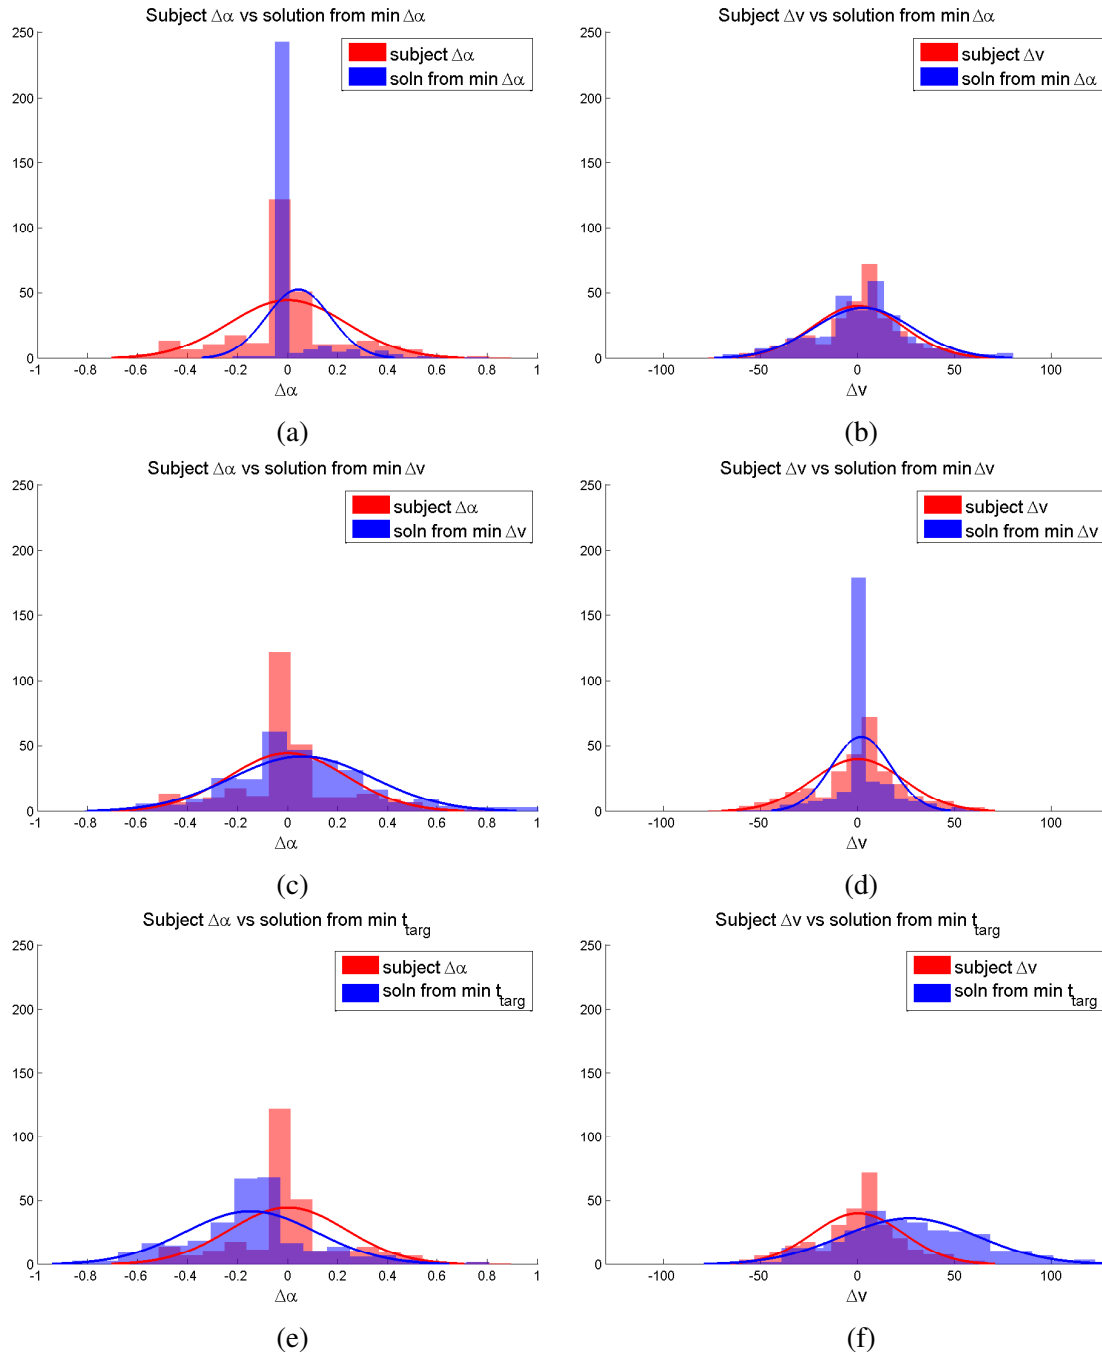 Subject Δα vs solution from min Δα
250
200
150
100
50
0
-1 -0.8 -0.6 -0.4 -0.2 0 0.2 0.4 0.6 0.8 1
Δα
subject Δα
soln from min Δα
(a)
Subject Δv vs solution from min Δα
250
200
150
100
50
0
-100 -50 0 50 100
Δv
subject Δv
soln from min Δα
(b)
Subject Δα vs solution from min Δv
250
200
150
100
50
0
-1 -0.8 -0.6 -0.4 -0.2 0 0.2 0.4 0.6 0.8 1
Δα
subject Δα
soln from min Δv
(c)
Subject Δv vs solution from min Δv
250
200
150
100
50
0
-100 -50 0 50 100
Δv
subject Δv
soln from min Δv
(d)
Subject Δα vs solution from min t_targ
250
200
150
100
50
0
-1 -0.8 -0.6 -0.4 -0.2 0 0.2 0.4 0.6 0.8 1
Δα
subject Δα
soln from min t_targ
(e)
Subject Δv vs solution from min t_targ
250
200
150
100
50
0
-100 -50 0 50 100
Δv
subject Δv
soln from min t_targ
(f)